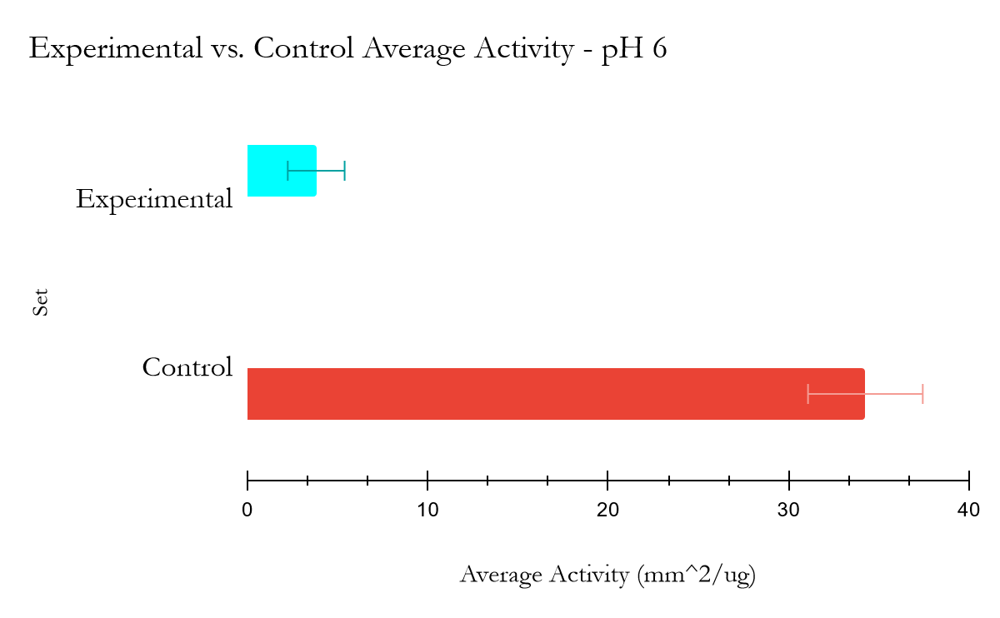 Experimental vs. Control Average Activity - pH 6
Experimental
Set
Control
0 10 20 30 40
Average Activity (mm^2/ug)